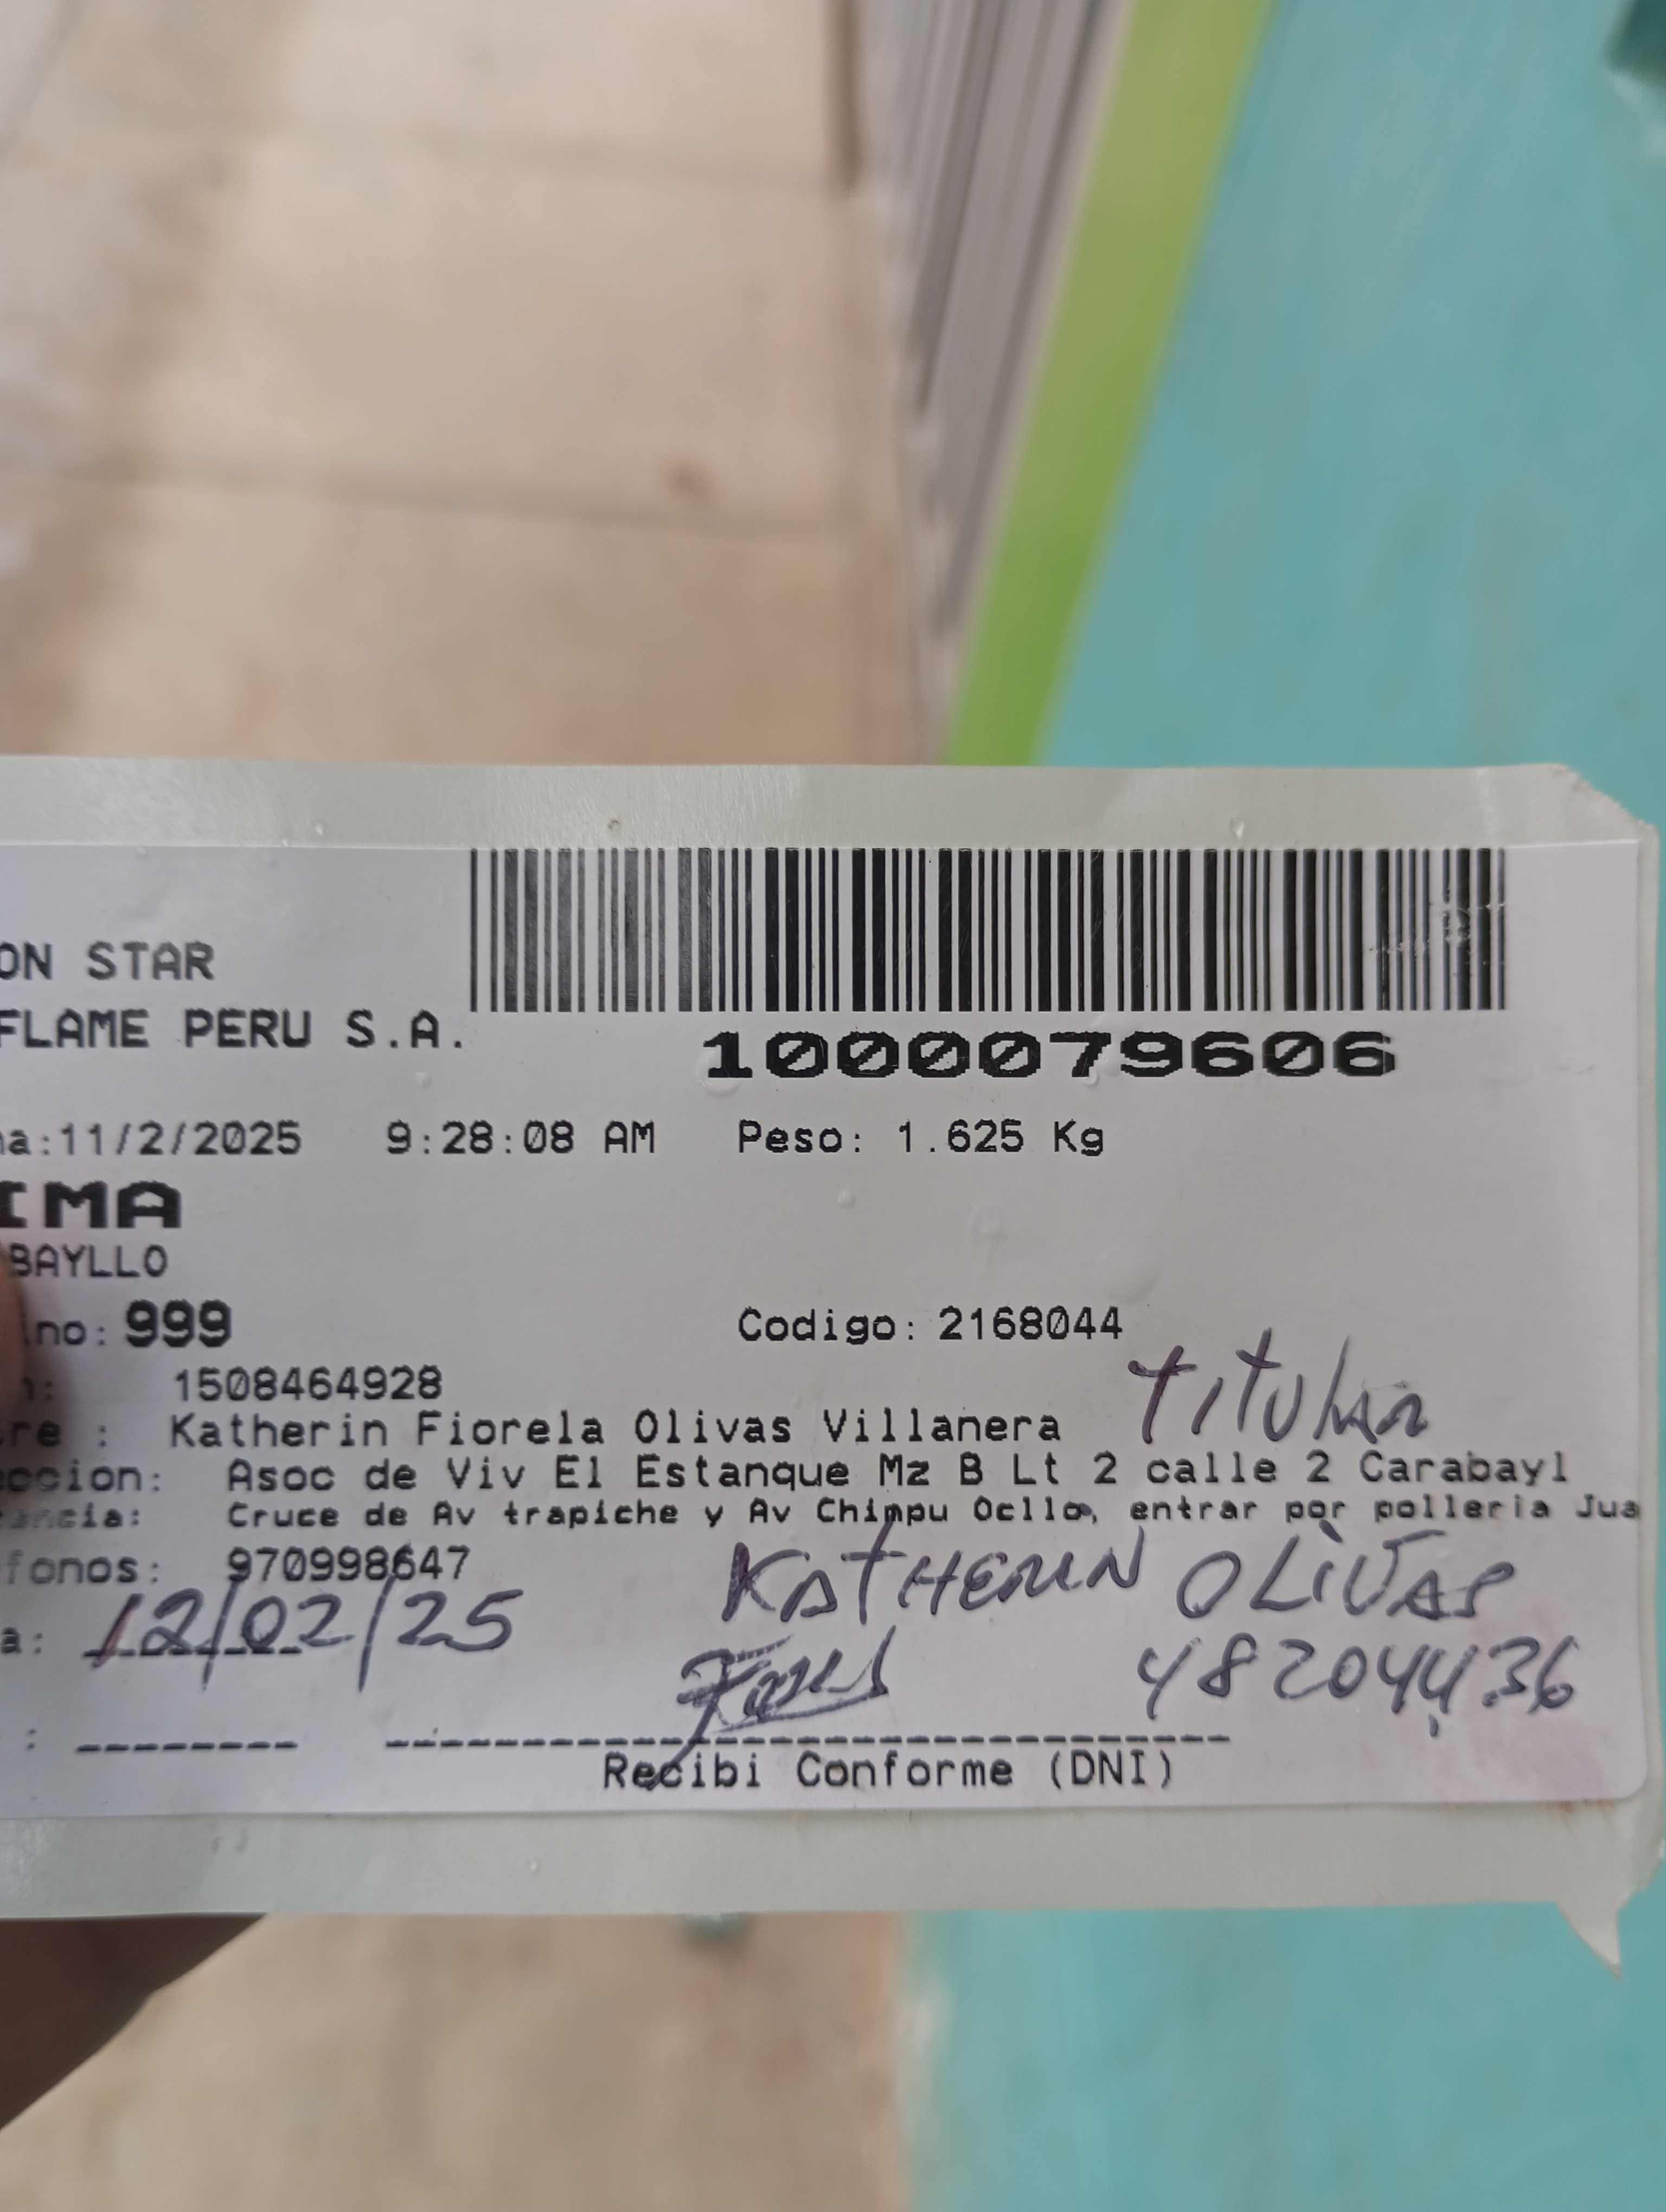 ON STAR
FLAME PERU S.A.
1000079606
a:11/2/2025 9:28:08 AM Peso: 1.625 Kg
IMA
BAYLLO
ino: 999 Codigo: 2168044
: 1508464928 Titular
re : Katherin Fiorela Olivas Villanera
ccion: Asoc de Viv El Estanque Mz B Lt 2 calle 2 Carabayl
ancia: Cruce de Av trapiche y Av Chimpu Ocllo, entrar por polleria Jua
fonos: 970998647 KATHERIN OLIVAS
a: 12/02/25 48204436
:
Recibi Conforme (DNI)